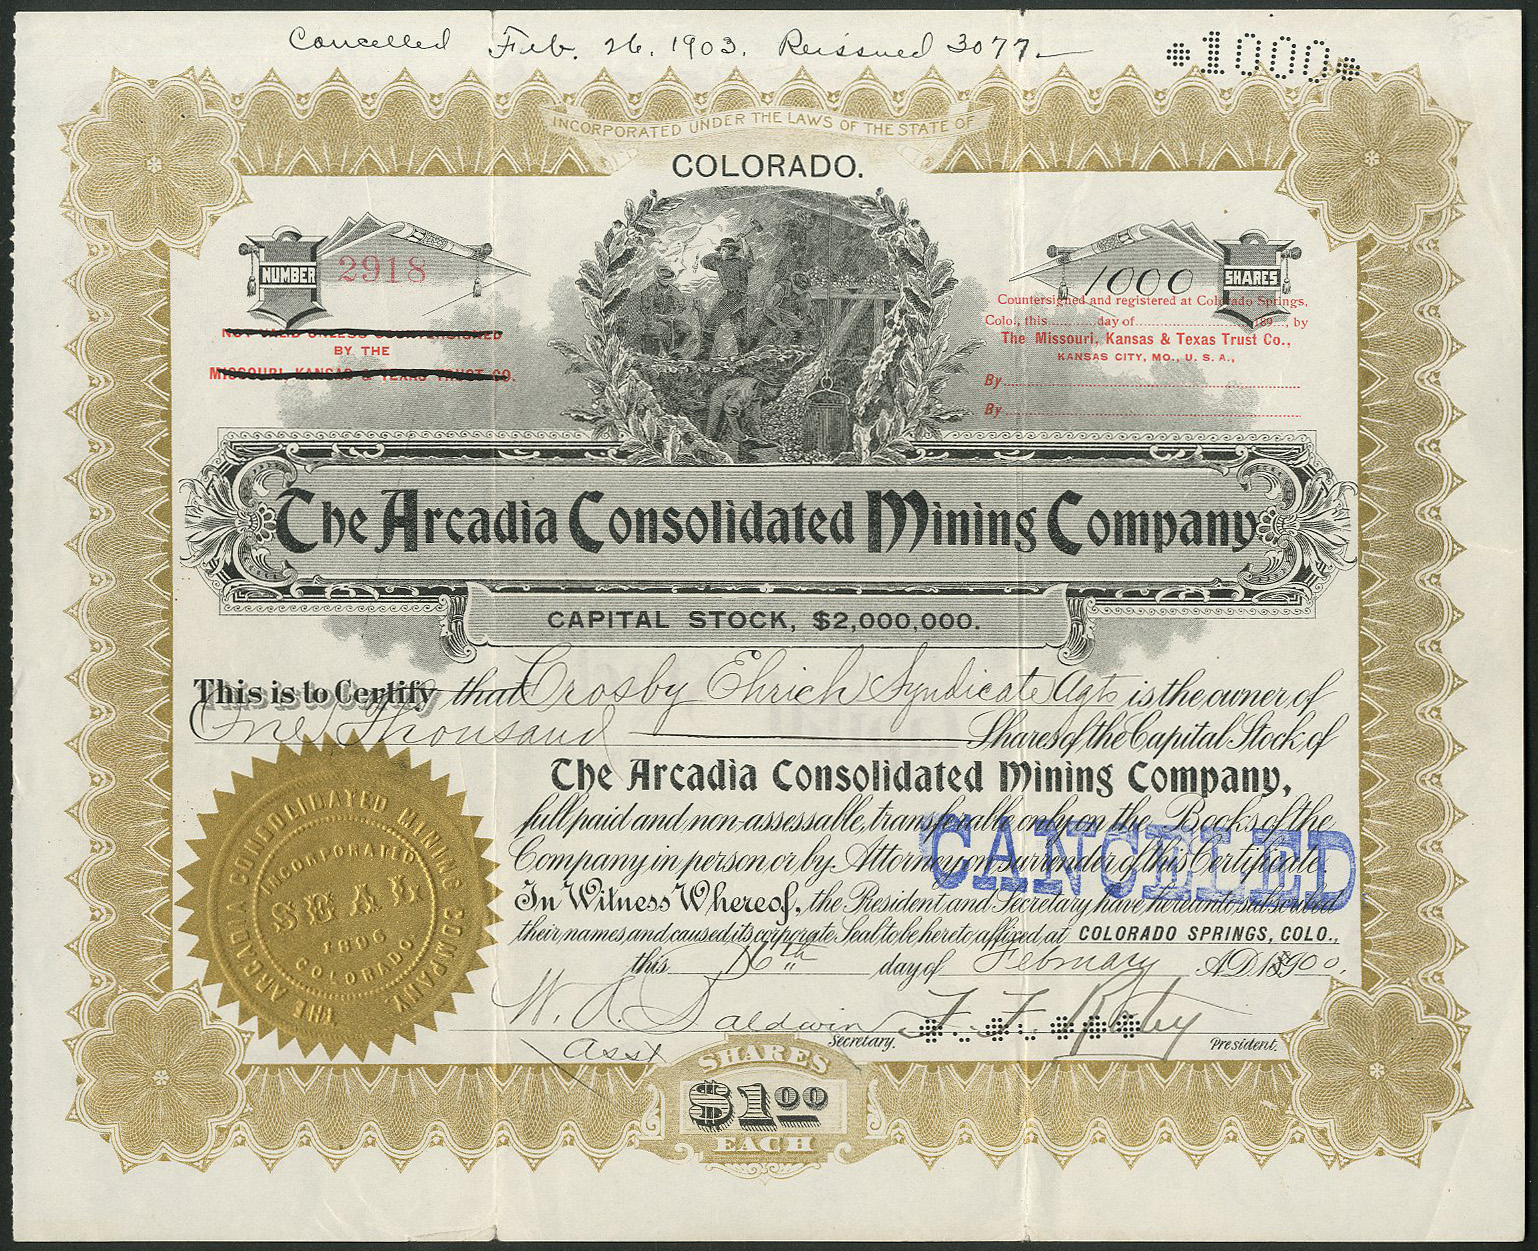 Cancelled Feb. 26. 1903. Reissued 3077
1000
INCORPORATED UNDER THE LAWS OF THE STATE OF
COLORADO.
NUMBER 2918
1000 SHARES
NOT VALID UNLESS COUNTERSIGNED
BY THE
MISSOURI, KANSAS & TEXAS TRUST CO.
Countersigned and registered at Colorado Springs,
Colo., this..........day of..............................189...., by
The Missouri, Kansas & Texas Trust Co.,
KANSAS CITY, MO., U. S. A.,
By
By
The Arcadia Consolidated Mining Company
CAPITAL STOCK, $2,000,000.
This is to Certify that Crosby Ehrich Syndicate Agts is the owner of
One Thousand Shares of the Capital Stock of
The Arcadia Consolidated Mining Company,
full paid and non-assessable, transferable only on the Books of the
Company in person or by Attorney on surrender of this Certificate.
CANCELLED
In Witness Whereof, the President and Secretary have hereunto subscribed
their names and caused its corporate Seal to be hereto affixed at COLORADO SPRINGS, COLO.,
this 16th day of February A.D. 1900.
THE ARCADIA CONSOLIDATED MINING COMPANY.
INCORPORATED
SEAL
1896
COLORADO
W. A. Saldwin
Asst Secretary.
President.
SHARES
$1.00
EACH